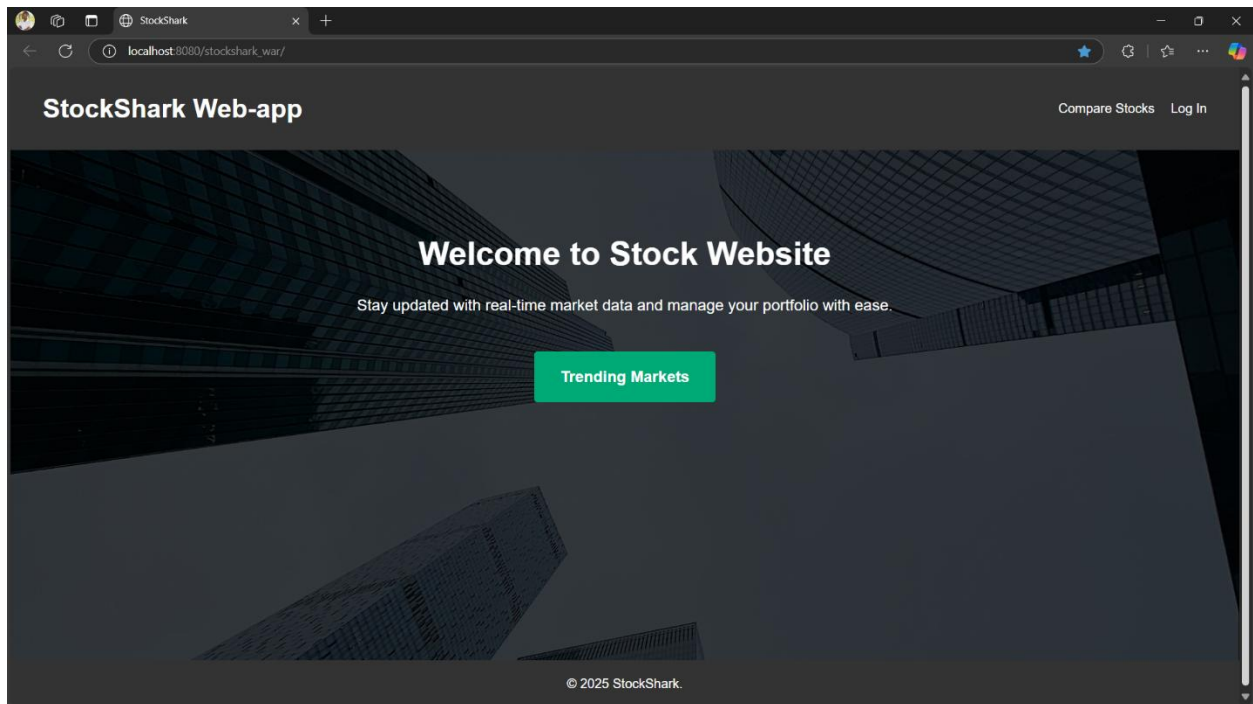 StockShark
localhost:8080/stockshark_war/
StockShark Web-app
Compare Stocks Log In
Welcome to Stock Website
Stay updated with real-time market data and manage your portfolio with ease.
Trending Markets
© 2025 StockShark.